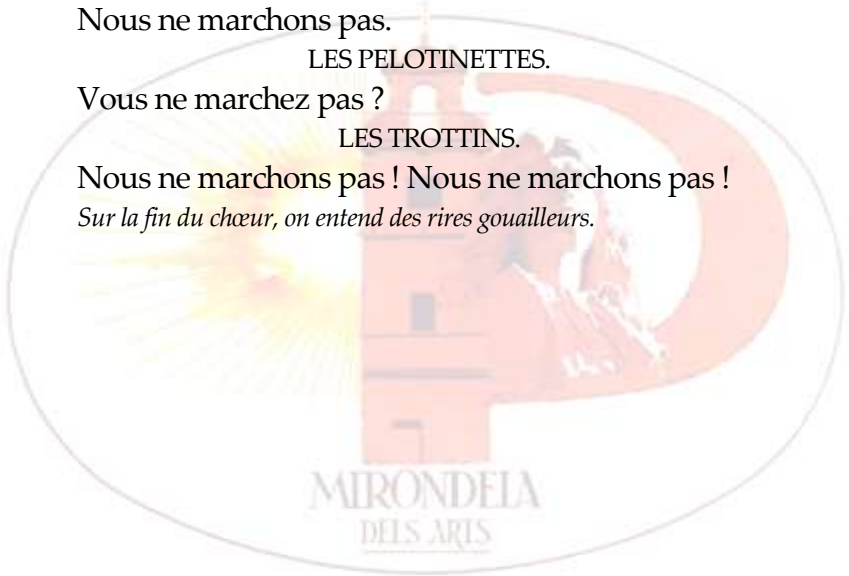 Nous ne marchons pas.
LES PELOTINETTES.
Vous ne marchez pas ?
LES TROTTINS.
Nous ne marchons pas ! Nous ne marchons pas !
Sur la fin du chœur, on entend des rires gouailleurs.
MIRONDELA
DELS ARTS